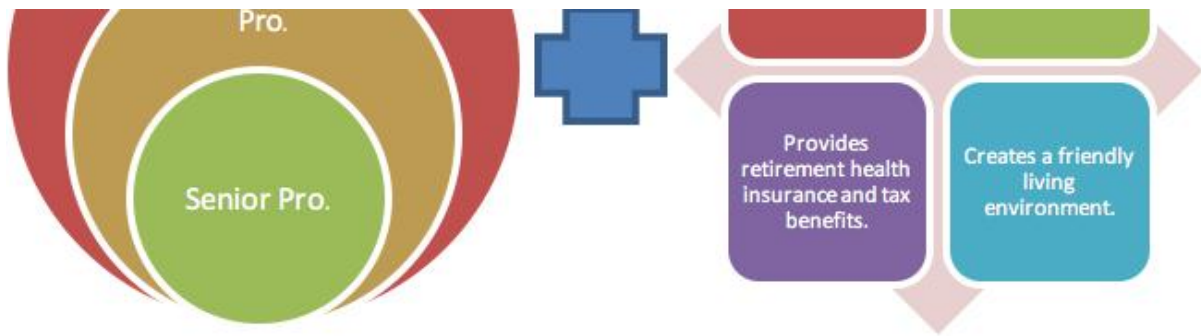 Pro.
Senior Pro.
Provides
retirement health
insurance and tax
benefits.
Creates a friendly
living
environment.